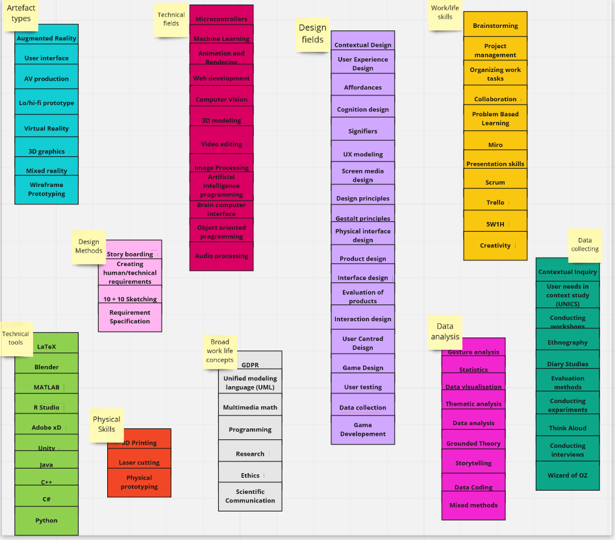 Artefact
types
Augmented Reality
User interface
AV production
Lo/hi-fi prototype
Virtual Reality
3D graphics
Mixed reality
Wireframe
Prototyping
Technical
fields
Microcontrollers
Machine Learning
Animation and
Rendering
Web development
Computer vision
3D modeling
Video editing
Image Processing
Artificial
Intelligence
programming
Brain computer
interface
Object oriented
programming
Audio processing
Design
fields
Contextual Design
User Experience
Design
Affordances
Cognition design
Signifiers
UX modeling
Screen media
design
Design principles
Gestalt principles
Physical interface
design
Product design
Interface design
Evaluation of
products
Interaction design
User Centred
Deisgn
Game Design
User testing
Data collection
Game
Developement
Work/life
skills
Brainstorming
Project
management
Organizing work
tasks
Collaboration
Problem Based
Learning
Miro
Presentation skills
Scrum
Trello
5W1H
Creativity
Design
Methods
Story boarding
Creating
human/technical
requirements
10 + 10 Sketching
Requirement
Specification
Data
collecting
Contextual Inquiry
User needs in
context study
(UNICS)
Conducting
workshops
Ethnography
Diary Studies
Evaluation
methods
Conducting
experiments
Think Aloud
Conducting
interviews
Wizard of OZ
Technical
tools
LaTeX
Blender
MATLAB
R Studio
Adobe xD
Unity
Java
C++
C#
Python
Physical
Skills
3D Printing
Laser cutting
Physical
prototyping
Broad
work life
concepts
GDPR
Unified modeling
language (UML)
Multimedia math
Programming
Research
Ethics
Scientific
Communication
Data
analysis
Gesture analysis
Statistics
Data visualisation
Thematic analysis
Data analysis
Grounded Theory
Storytelling
Data Coding
Mixed methods